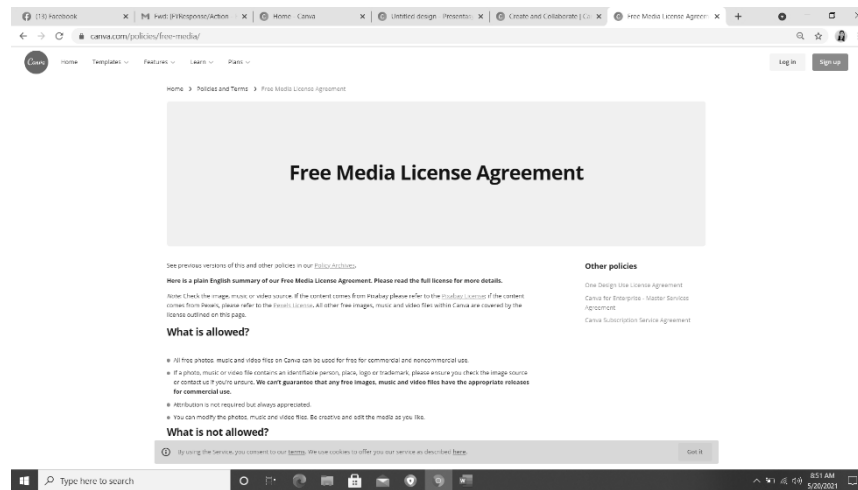 (13) Facebook
Fwd: [FYI/Response/Action
Home - Canva
Untitled design - Presentati
Create and Collaborate | Ca
Free Media License Agreem
canva.com/policies/free-media/
Canva
Home
Templates
Features
Learn
Plans
Log in
Sign up
Home > Policies and Terms > Free Media License Agreement
Free Media License Agreement
See previous versions of this and other policies in our Policy Archives.
Here is a plain English summary of our Free Media License Agreement. Please read the full license for more details.
Note: Check the image, music or video source. If the content comes from Pixabay please refer to the Pixabay License; if the content
comes from Pexels, please refer to the Pexels License. All other free images, music and video files within Canva are covered by the
license outlined on this page.
What is allowed?
All free photos, music and video files on Canva can be used for free for commercial and noncommercial use.
If a photo, music or video file contains an identifiable person, place, logo or trademark, please ensure you check the image source
or contact us if you're unsure. We can't guarantee that any free images, music and video files have the appropriate releases
for commercial use.
Attribution is not required but always appreciated.
You can modify the photos, music and video files. Be creative and edit the media as you like.
What is not allowed?
Other policies
One Design Use License Agreement
Canva for Enterprise - Master Services
Agreement
Canva Subscription Service Agreement
By using the Service, you consent to our terms. We use cookies to offer you our service as described here.
Got it
Type here to search
8:51 AM
5/20/2021